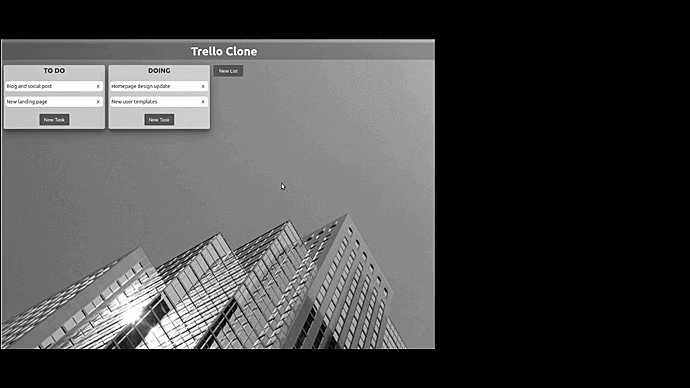 Trello Clone
TO DO
Blog and social post x
New landing page x
New Task
DOING
Homepage design update x
New user templates x
New Task
New List